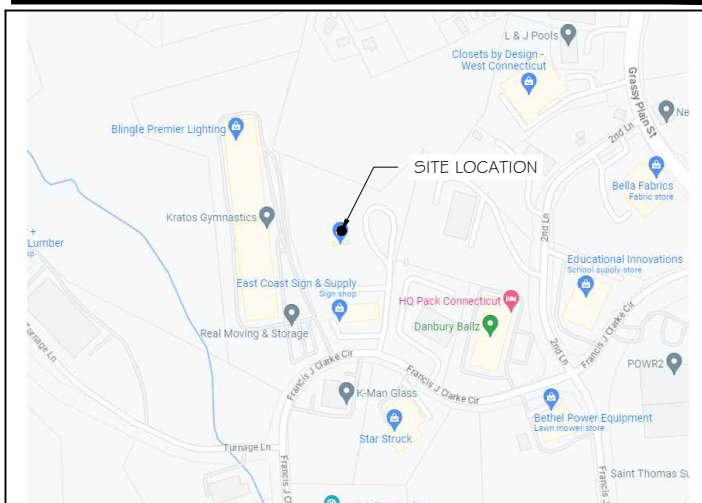 L & J Pools
Closets by Design -
West Connecticut
Grassy Plain St
Blingle Premier Lighting
2nd Ln
Ne
SITE LOCATION
Bella Fabrics
Fabric store
Kratos Gymnastics
2nd Ln
+
Lumber
op
Educational Innovations
School supply store
East Coast Sign & Supply
Sign shop
HQ Pack Connecticut
Danbury Ballz
Real Moving & Storage
Turnage Ln
Francis J Clarke Cir
2nd Ln
Francis J Clarke Cir
Francis J Clarke Cir
POWR2
K-Man Glass
Star Struck
Bethel Power Equipment
Lawn mower store
Turnage Ln
Francis J Cl
Francis J
Saint Thomas Su